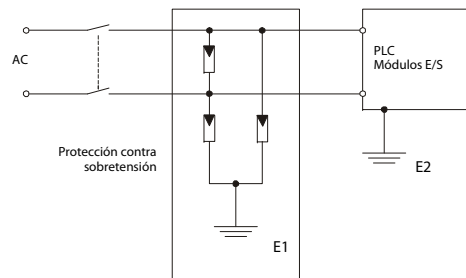 AC
PLC
Módulos E/S
Protección contra
sobretensión
E1
E2